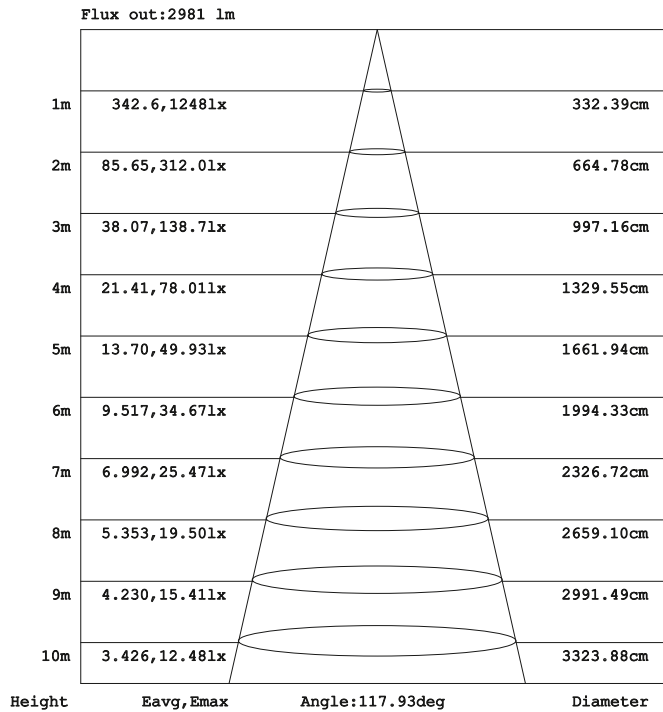 Flux out:2981 lm
1m 342.6,1248lx 332.39cm
2m 85.65,312.0lx 664.78cm
3m 38.07,138.7lx 997.16cm
4m 21.41,78.01lx 1329.55cm
5m 13.70,49.93lx 1661.94cm
6m 9.517,34.67lx 1994.33cm
7m 6.992,25.47lx 2326.72cm
8m 5.353,19.50lx 2659.10cm
9m 4.230,15.41lx 2991.49cm
10m 3.426,12.48lx 3323.88cm
Height Eavg,Emax Angle:117.93deg Diameter